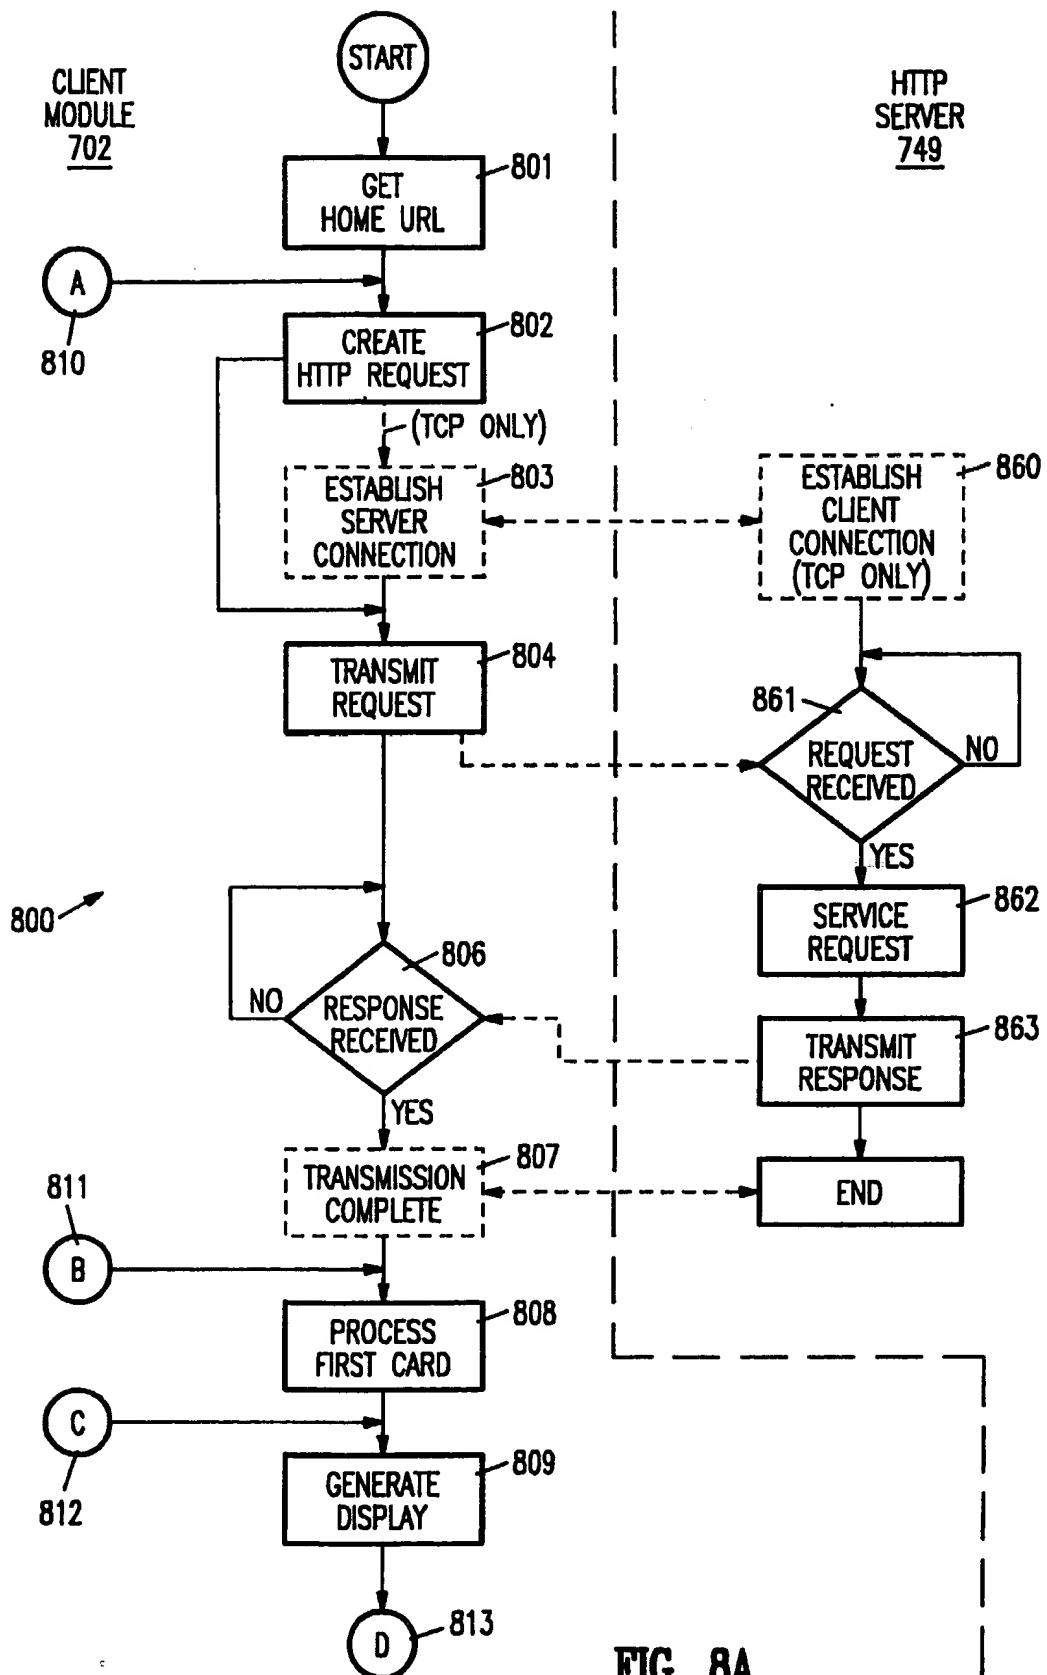 START
CLIENT
MODULE
702
HTTP
SERVER
749
801
GET
HOME URL
A
810
802
CREATE
HTTP REQUEST
(TCP ONLY)
803
ESTABLISH
SERVER
CONNECTION
860
ESTABLISH
CLIENT
CONNECTION
(TCP ONLY)
804
TRANSMIT
REQUEST
861
REQUEST
RECEIVED
NO
YES
862
SERVICE
REQUEST
800
806
RESPONSE
RECEIVED
NO
YES
863
TRANSMIT
RESPONSE
807
TRANSMISSION
COMPLETE
END
811
B
808
PROCESS
FIRST CARD
C
812
809
GENERATE
DISPLAY
D
813
FIG. 8A